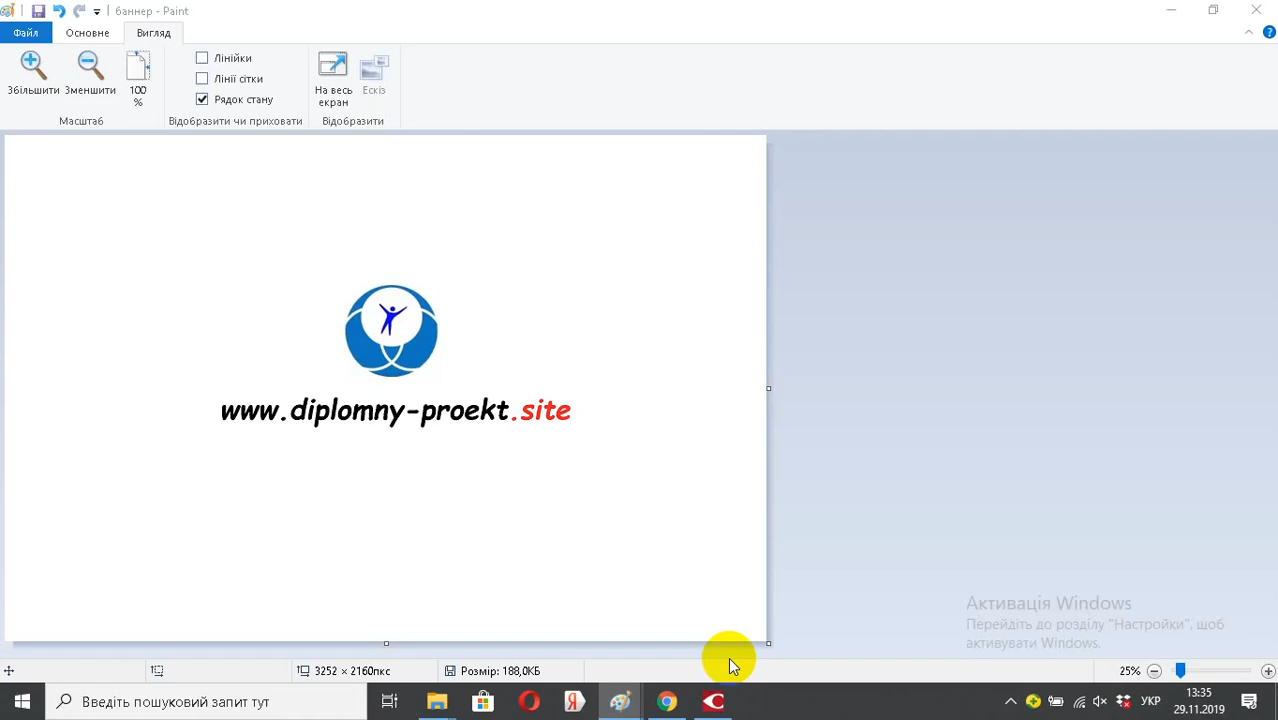 баннер - Paint
Файл Основне Вигляд
Збільшити Зменшити 100 %
Масштаб
Лінійки
Лінії сітки
Рядок стану
Відобразити чи приховати
На весь екран Ескіз
Відобразити
www.diplomny-proekt.site
Активація Windows
Перейдіть до розділу "Настройки", щоб
активувати Windows.
3252 × 2160пкс Розмір: 188,0КБ 25%
Введіть пошуковий запит тут
УКР
13:35
29.11.2019